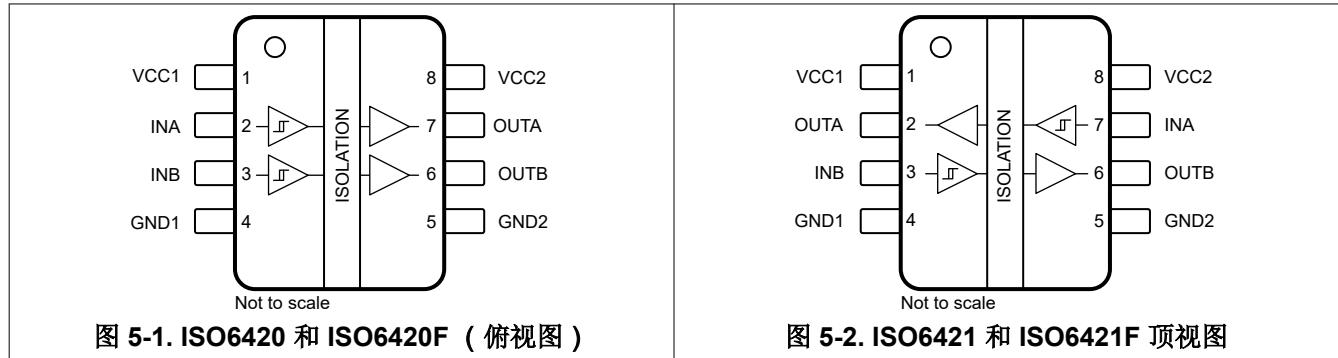 VCC1 1 8 VCC2
INA 2 7 OUTA
INB 3 6 OUTB
GND1 4 5 GND2
ISOLATION
Not to scale
图 5-1. ISO6420 和 ISO6420F （俯视图）
VCC1 1 8 VCC2
OUTA 2 7 INA
INB 3 6 OUTB
GND1 4 5 GND2
ISOLATION
Not to scale
图 5-2. ISO6421 和 ISO6421F 顶视图